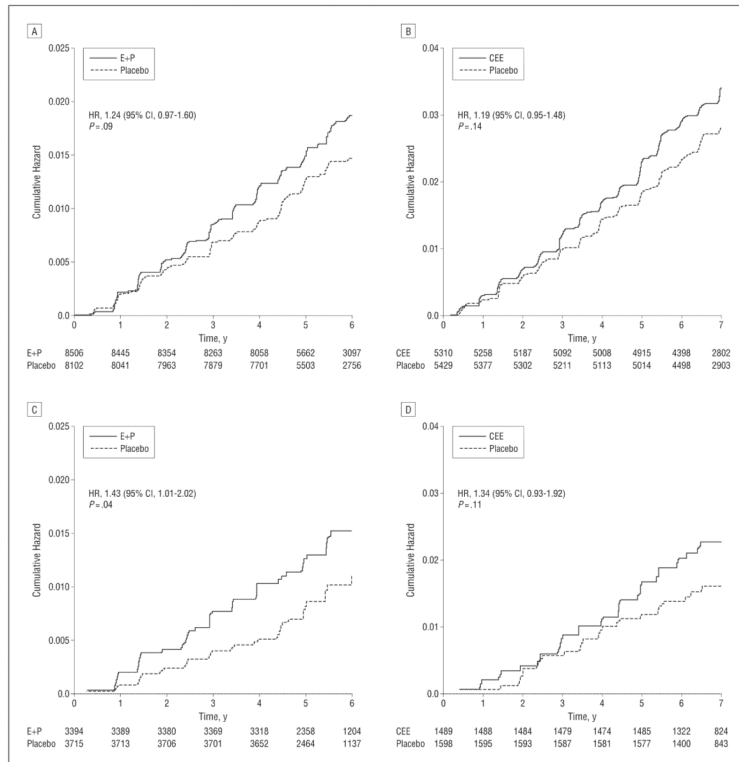 A
E+P
Placebo
HR, 1.24 (95% CI, 0.97-1.60)
P=.09
Cumulative Hazard
0.025
0.020
0.015
0.010
0.005
0.0
0 1 2 3 4 5 6
Time, y
E+P 8506 8445 8354 8263 8058 5662 3097
Placebo 8102 8041 7963 7879 7701 5503 2756
B
CEE
Placebo
HR, 1.19 (95% CI, 0.95-1.48)
P=.14
Cumulative Hazard
0.04
0.03
0.02
0.01
0.0
0 1 2 3 4 5 6 7
Time, y
CEE 5310 5258 5187 5092 5008 4915 4398 2802
Placebo 5429 5377 5302 5211 5113 5014 4498 2903
C
E+P
Placebo
HR, 1.43 (95% CI, 1.01-2.02)
P=.04
Cumulative Hazard
0.025
0.020
0.015
0.010
0.005
0.0
0 1 2 3 4 5 6
Time, y
E+P 3394 3389 3380 3369 3318 2358 1204
Placebo 3715 3713 3706 3701 3652 2464 1137
D
CEE
Placebo
HR, 1.34 (95% CI, 0.93-1.92)
P=.11
Cumulative Hazard
0.04
0.03
0.02
0.01
0.0
0 1 2 3 4 5 6 7
Time, y
CEE 1489 1488 1484 1479 1474 1485 1322 824
Placebo 1598 1595 1593 1587 1581 1577 1400 843